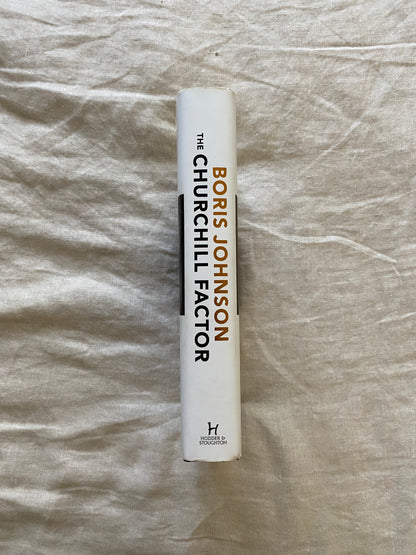 BORIS JOHNSON
THE CHURCHILL FACTOR
HODDER &
STOUGHTON